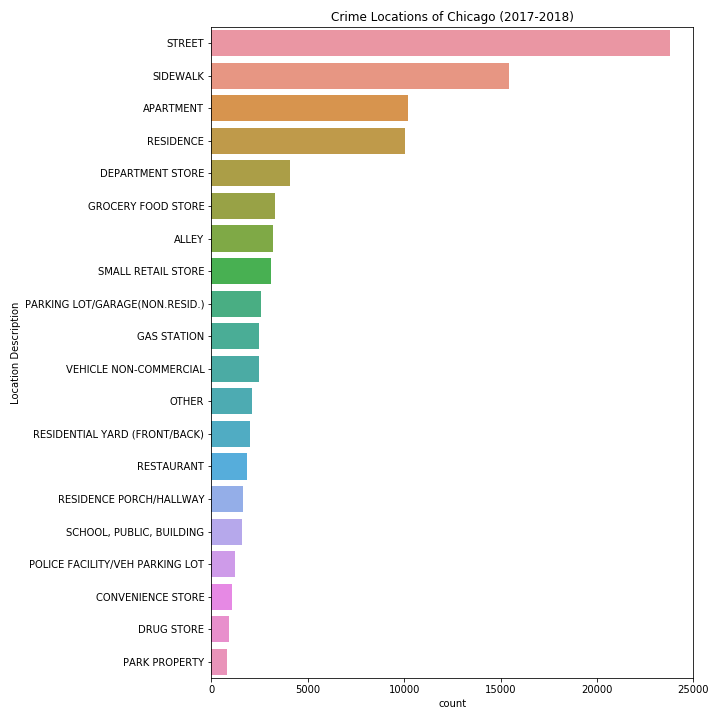 Crime Locations of Chicago (2017-2018)
Location Description
STREET
SIDEWALK
APARTMENT
RESIDENCE
DEPARTMENT STORE
GROCERY FOOD STORE
ALLEY
SMALL RETAIL STORE
PARKING LOT/GARAGE(NON.RESID.)
GAS STATION
VEHICLE NON-COMMERCIAL
OTHER
RESIDENTIAL YARD (FRONT/BACK)
RESTAURANT
RESIDENCE PORCH/HALLWAY
SCHOOL, PUBLIC, BUILDING
POLICE FACILITY/VEH PARKING LOT
CONVENIENCE STORE
DRUG STORE
PARK PROPERTY
0 5000 10000 15000 20000 25000
count